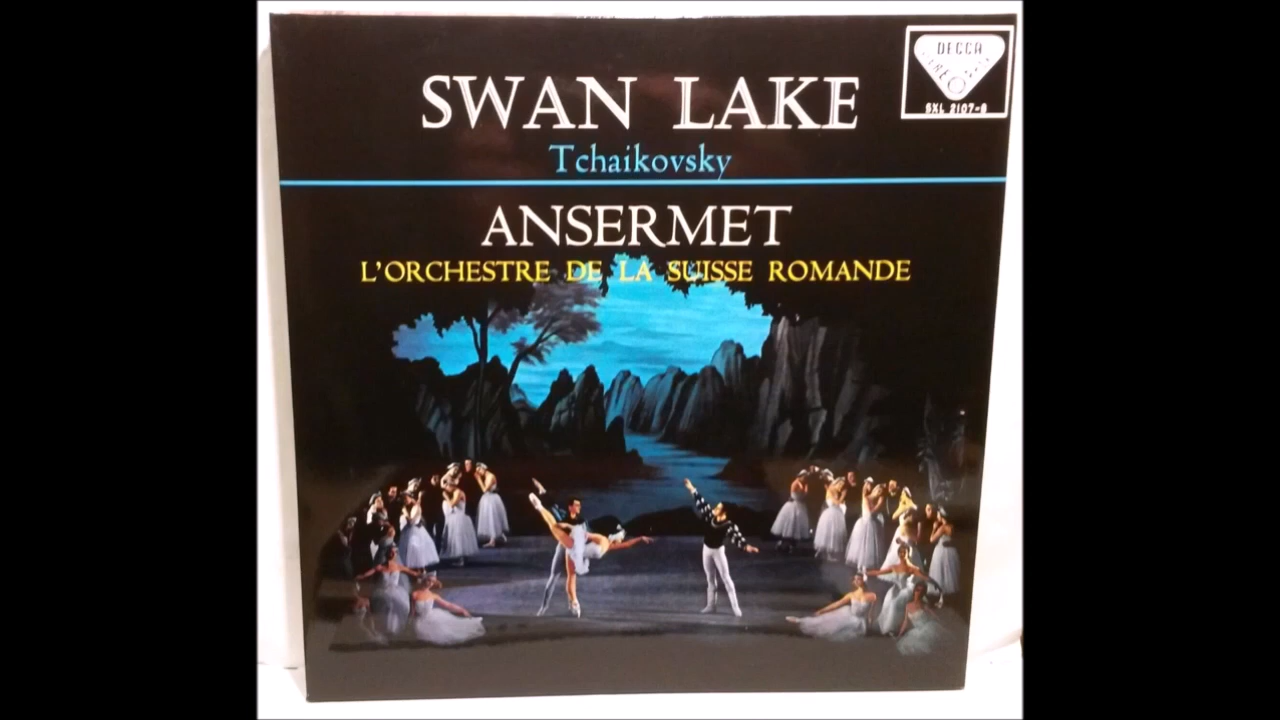 SWAN LAKE
Tchaikovsky
ANSERMET
L'ORCHESTRE DE LA SUISSE ROMANDE
DECCA
SXL 2107-8